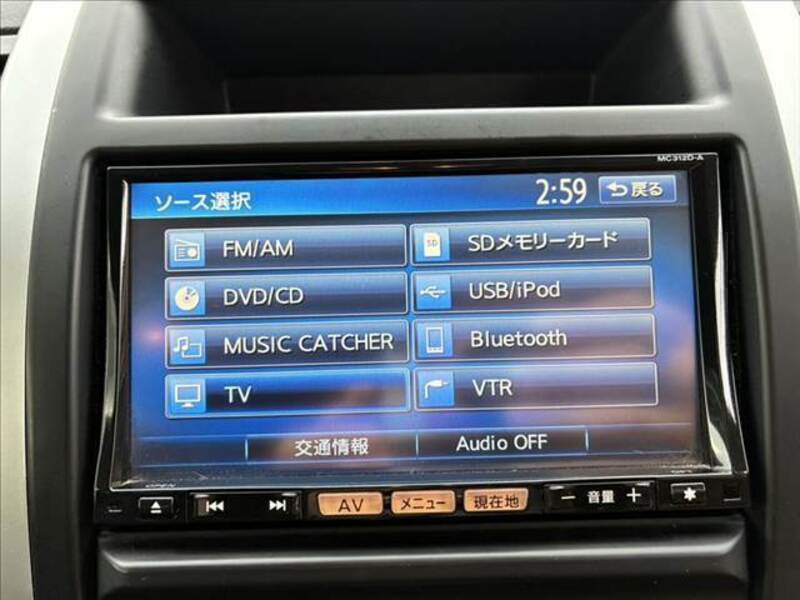 MC312D-A
ソース選択 2:59 戻る
FM/AM SDメモリーカード
SD
DVD/CD USB/iPod
MUSIC CATCHER Bluetooth
TV VTR
交通情報 Audio OFF
AV メニュー 現在地 − 音量 + *